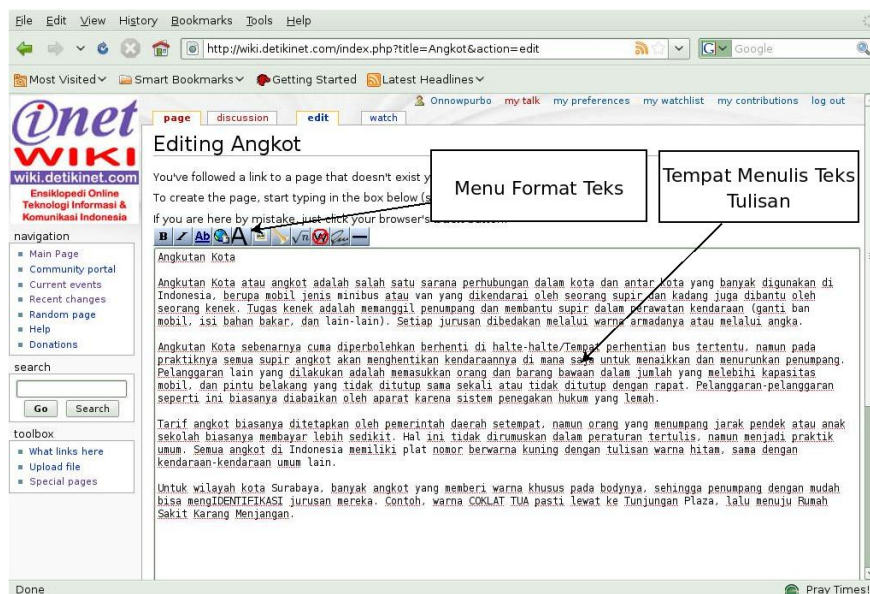 File Edit View History Bookmarks Tools Help
http://wiki.detikinet.com/index.php?title=Angkot&action=edit
Google
Most Visited Smart Bookmarks Getting Started Latest Headlines
Onnowpurbo my talk my preferences my watchlist my contributions log out
inet
WIKI
wiki.detikinet.com
Ensiklopedi Online
Teknologi Informasi &
Komunikasi Indonesia
navigation
Main Page
Community portal
Current events
Recent changes
Random page
Help
Donations
search
Go Search
toolbox
What links here
Upload file
Special pages
page discussion edit watch
Editing Angkot
You've followed a link to a page that doesn't exist
To create the page, start typing in the box below
If you are here by mistake, just click your browser's
Menu Format Teks
Tempat Menulis Teks
Tulisan
B I Ab A √n W
Angkutan Kota
Angkutan Kota atau angkot adalah salah satu sarana perhubungan dalam kota dan antar kota yang banyak digunakan di
Indonesia, berupa mobil jenis minibus atau van yang dikendarai oleh seorang supir dan kadang juga dibantu oleh
seorang kenek. Tugas kenek adalah memanggil penumpang dan membantu supir dalam perawatan kendaraan (ganti ban
mobil, isi bahan bakar, dan lain-lain). Setiap jurusan dibedakan melalui warna armadanya atau melalui angka.
Angkutan Kota sebenarnya cuma diperbolehkan berhenti di halte-halte/Tempat perhentian bus tertentu, namun pada
praktiknya semua supir angkot akan menghentikan kendaraannya di mana saja untuk menaikkan dan menurunkan penumpang.
Pelanggaran lain yang dilakukan adalah memasukkan orang dan barang bawaan dalam jumlah yang melebihi kapasitas
mobil, dan pintu belakang yang tidak ditutup sama sekali atau tidak ditutup dengan rapat. Pelanggaran-pelanggaran
seperti ini biasanya diabaikan oleh aparat karena sistem penegakan hukum yang lemah.
Tarif angkot biasanya ditetapkan oleh pemerintah daerah setempat, namun orang yang menumpang jarak pendek atau anak
sekolah biasanya membayar lebih sedikit. Hal ini tidak dirumuskan dalam peraturan tertulis, namun menjadi praktik
umum. Semua angkot di Indonesia memiliki plat nomor berwarna kuning dengan tulisan warna hitam, sama dengan
kendaraan-kendaraan umum lain.
Untuk wilayah kota Surabaya, banyak angkot yang memberi warna khusus pada bodynya, sehingga penumpang dengan mudah
bisa mengIDENTIFIKASI jurusan mereka. Contoh, warna COKLAT TUA pasti lewat ke Tunjungan Plaza, lalu menuju Rumah
Sakit Karang Menjangan.
Done
Pray Times!